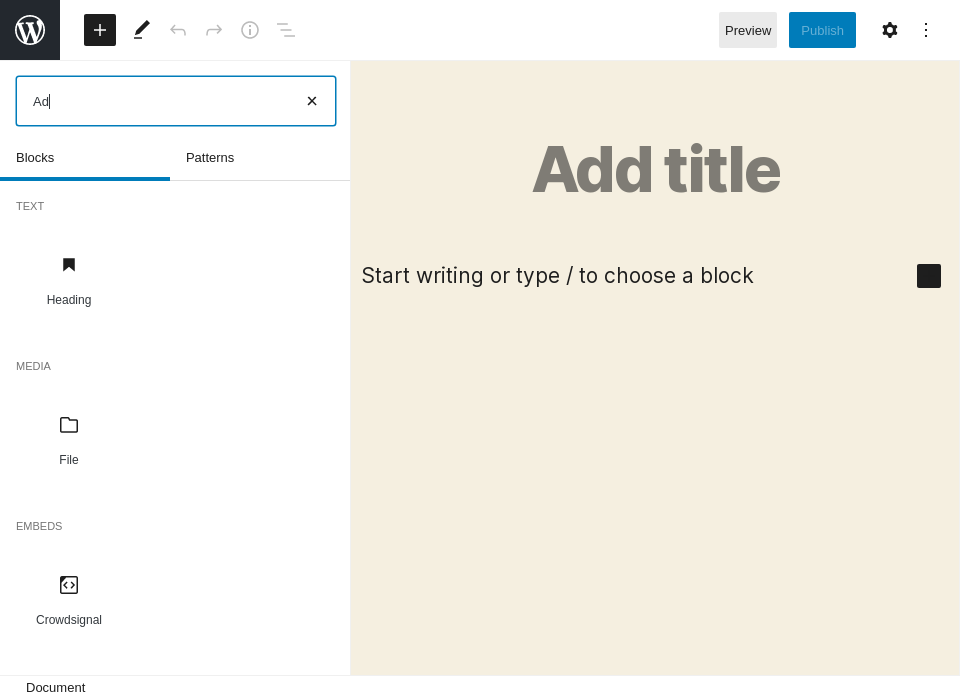 Preview
Publish
Ad
Blocks
Patterns
TEXT
Heading
MEDIA
File
EMBEDS
Crowdsignal
Add title
Start writing or type / to choose a block
Document